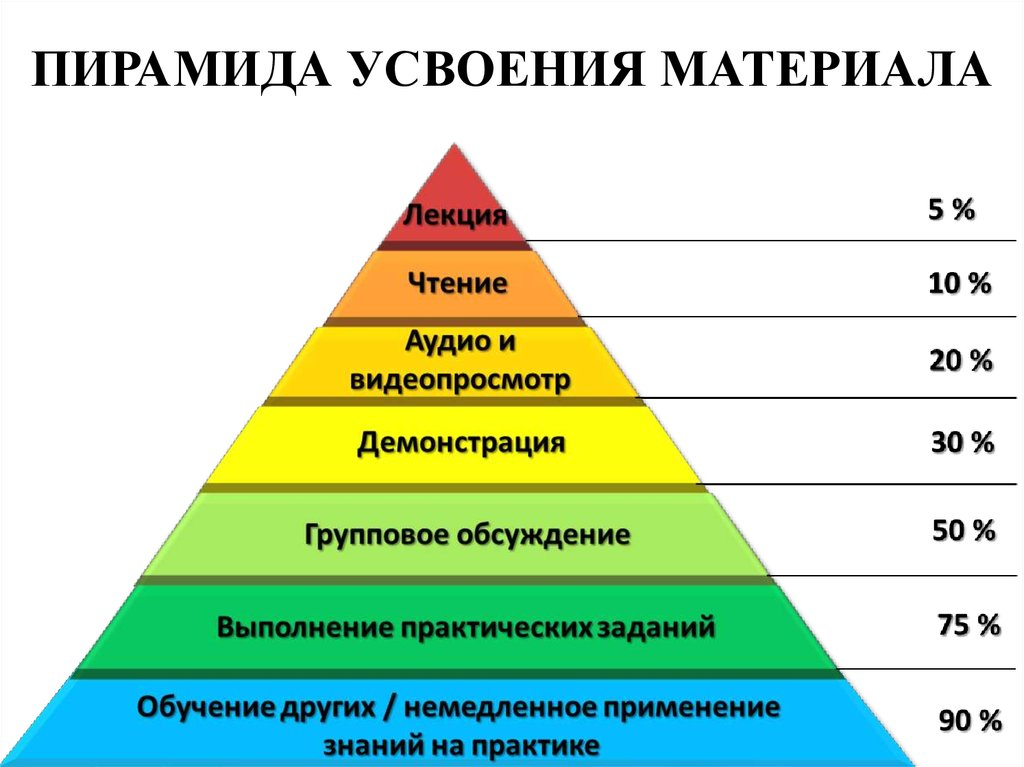 ПИРАМИДА УСВОЕНИЯ МАТЕРИАЛА
Лекция 5 %
Чтение 10 %
Аудио и
видеопросмотр 20 %
Демонстрация 30 %
Групповое обсуждение 50 %
Выполнение практических заданий 75 %
Обучение других / немедленное применение
знаний на практике 90 %